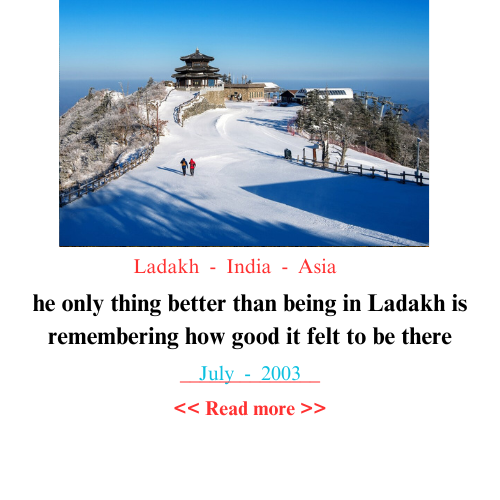 Ladakh - India - Asia
he only thing better than being in Ladakh is
remembering how good it felt to be there
July - 2003
<< Read more >>